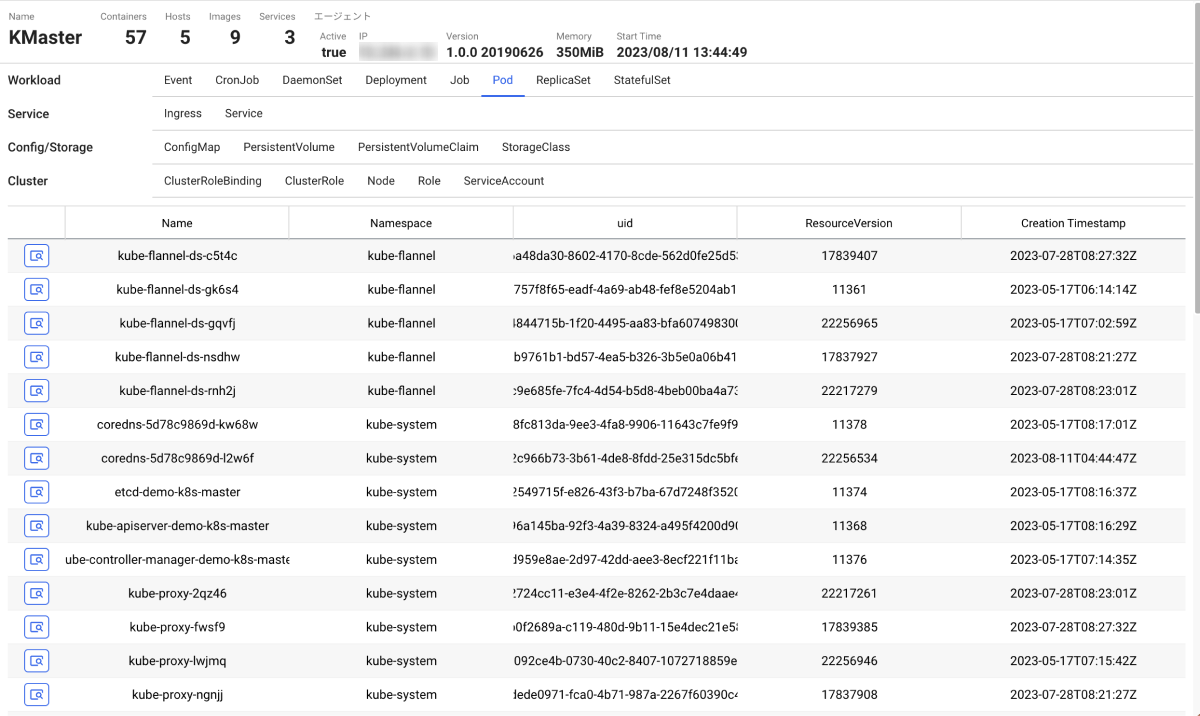 Name Containers Hosts Images Services エージェント
KMaster 57 5 9 3
Active IP Version Memory Start Time
true 1.0.0 20190626 350MiB 2023/08/11 13:44:49
Workload Event CronJob DaemonSet Deployment Job Pod ReplicaSet StatefulSet
Service Ingress Service
Config/Storage ConfigMap PersistentVolume PersistentVolumeClaim StorageClass
Cluster ClusterRoleBinding ClusterRole Node Role ServiceAccount
Name Namespace uid ResourceVersion Creation Timestamp
kube-flannel-ds-c5t4c kube-flannel a48da30-8602-4170-8cde-562d0fe25d5 17839407 2023-07-28T08:27:32Z
kube-flannel-ds-gk6s4 kube-flannel 757f8f65-eadf-4a69-ab48-fef8e5204ab1 11361 2023-05-17T06:14:14Z
kube-flannel-ds-gqvfj kube-flannel 844715b-1f20-4495-aa83-bfa60749830 22256965 2023-05-17T07:02:59Z
kube-flannel-ds-nsdhw kube-flannel b9761b1-bd57-4ea5-b326-3b5e0a06b41 17837927 2023-07-28T08:21:27Z
kube-flannel-ds-rnh2j kube-flannel c9e685fe-7fc4-4d54-b5d8-4beb00ba4a73 22217279 2023-07-28T08:23:01Z
coredns-5d78c9869d-kw68w kube-system 8fc813da-9ee3-4fa8-9906-11643c7fe9f9 11378 2023-05-17T08:17:01Z
coredns-5d78c9869d-l2w6f kube-system 2c966b73-3b61-4de8-8fdd-25e315dc5bfe 22256534 2023-08-11T04:44:47Z
etcd-demo-k8s-master kube-system 2549715f-e826-43f3-b7ba-67d7248f3520 11374 2023-05-17T08:16:37Z
kube-apiserver-demo-k8s-master kube-system 6a145ba-92f3-4a39-8324-a495f4200d9 11368 2023-05-17T08:16:29Z
ube-controller-manager-demo-k8s-maste kube-system d959e8ae-2d97-42dd-aee3-8ecf221f11ba 11376 2023-05-17T07:14:35Z
kube-proxy-2qz46 kube-system 2724cc11-e3e4-4f2e-8262-2b3c7e4daae 22217261 2023-07-28T08:23:01Z
kube-proxy-fwsf9 kube-system 0f2689a-c119-480d-9b11-15e4dec21e5 17839385 2023-07-28T08:27:32Z
kube-proxy-lwjmq kube-system 092ce4b-0730-40c2-8407-1072718859e 22256946 2023-05-17T07:15:42Z
kube-proxy-ngnjj kube-system dede0971-fca0-4b71-987a-2267f60390c 17837908 2023-07-28T08:21:27Z